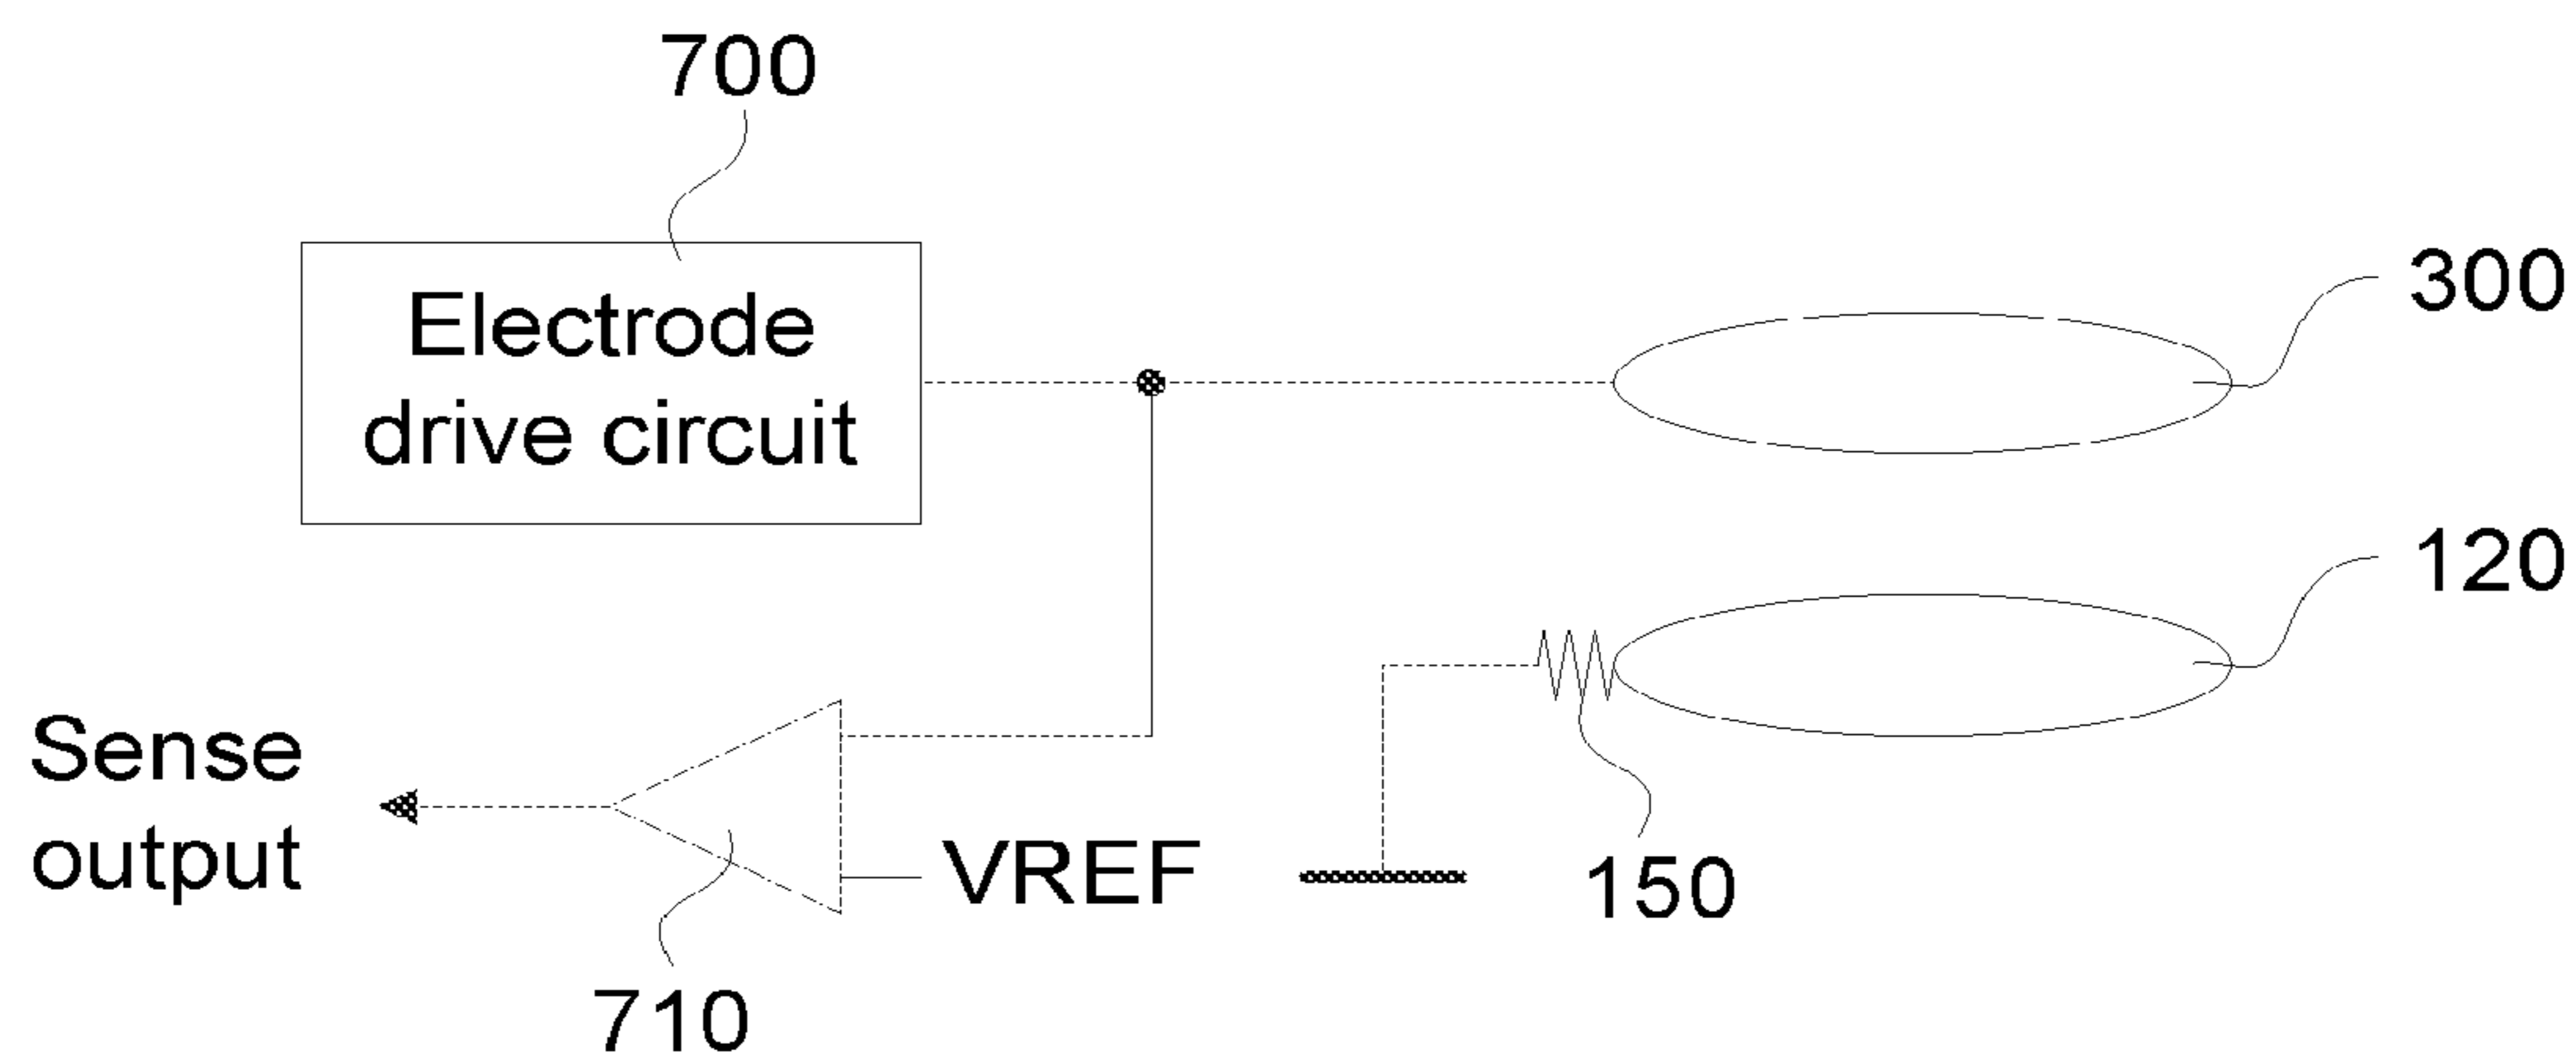 700
Electrode
drive circuit
300
120
Sense
output
VREF
150
710